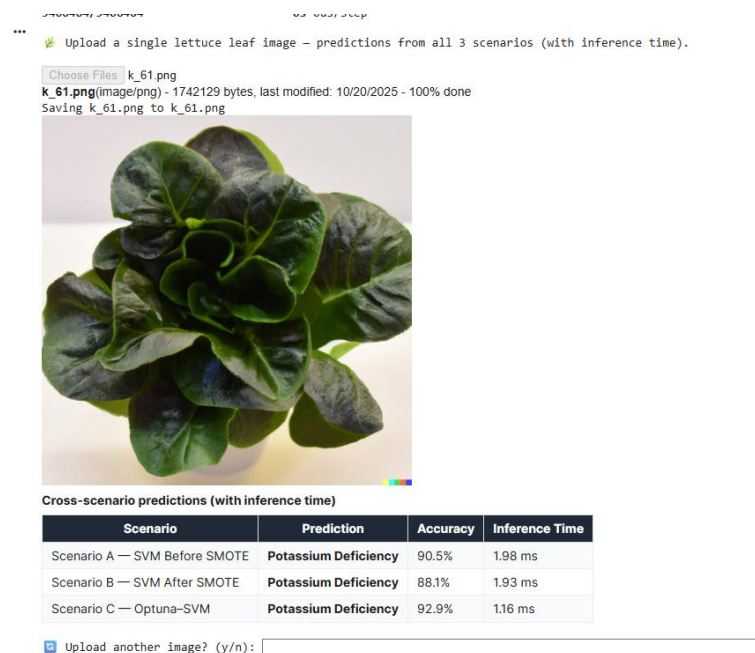 🌿 Upload a single lettuce leaf image — predictions from all 3 scenarios (with inference time).
Choose Files k_61.png
k_61.png(image/png) - 1742129 bytes, last modified: 10/20/2025 - 100% done
Saving k_61.png to k_61.png
Cross-scenario predictions (with inference time)
Scenario Prediction Accuracy Inference Time
Scenario A — SVM Before SMOTE Potassium Deficiency 90.5% 1.98 ms
Scenario B — SVM After SMOTE Potassium Deficiency 88.1% 1.93 ms
Scenario C — Optuna–SVM Potassium Deficiency 92.9% 1.16 ms
🔄 Upload another image? (y/n):